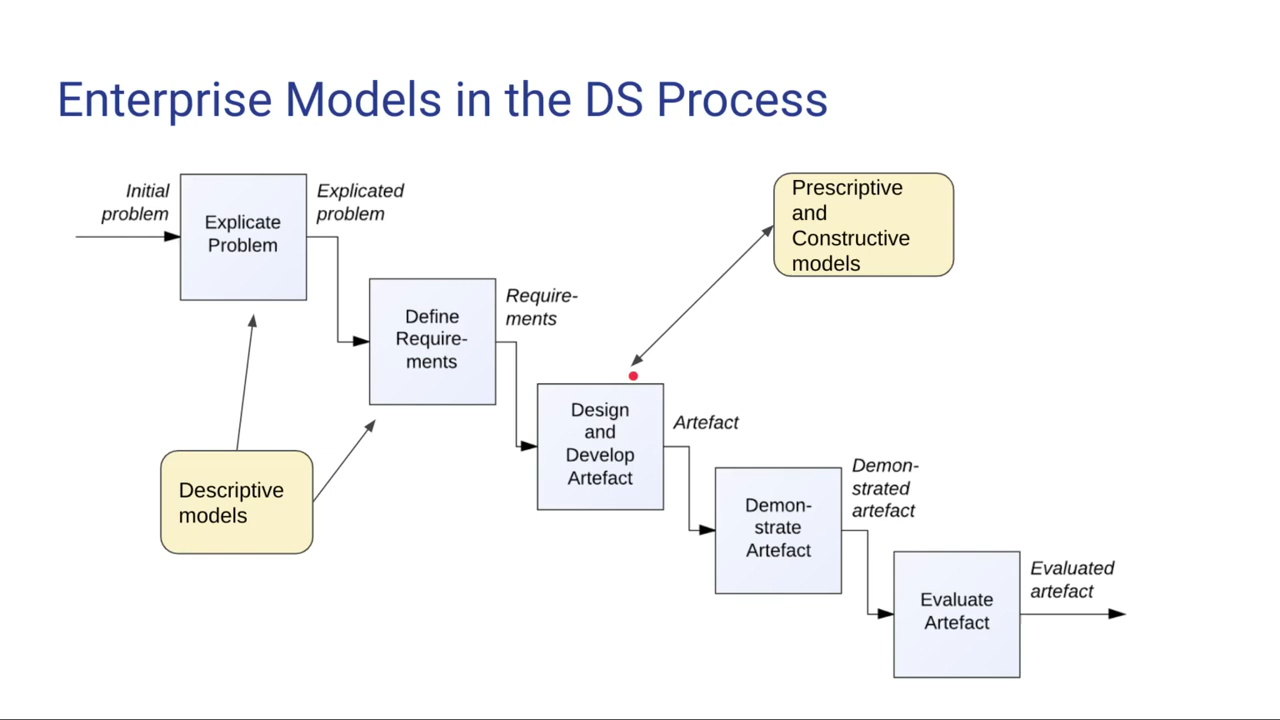 Enterprise Models in the DS Process
Initial
problem
Explicate
Problem
Explicated
problem
Define
Require-
ments
Require-
ments
Prescriptive
and
Constructive
models
Descriptive
models
Design
and
Develop
Artefact
Artefact
Demon-
strate
Artefact
Demon-
strated
artefact
Evaluate
Artefact
Evaluated
artefact